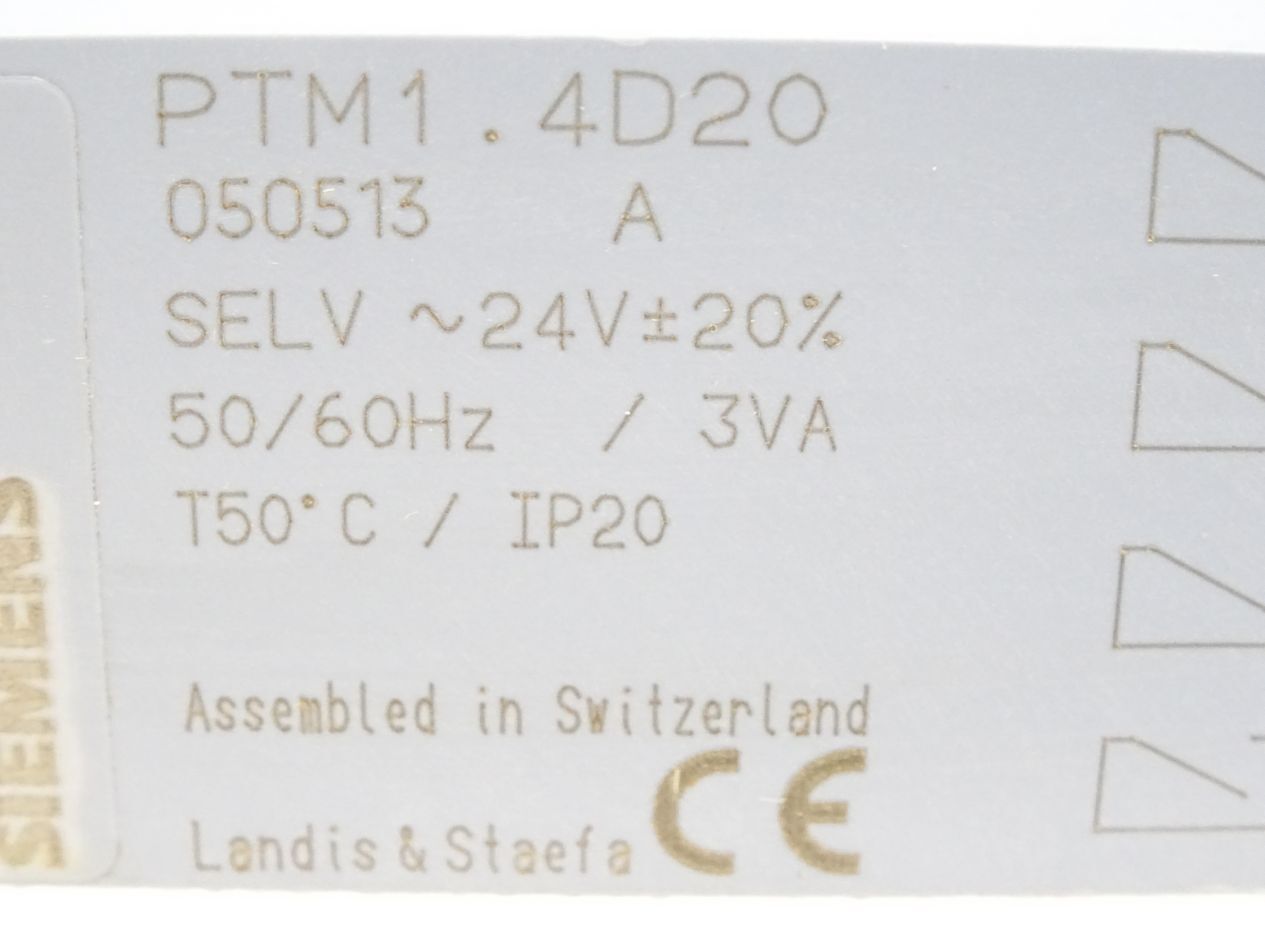 PTM1.4D20
050513 A
SELV ~24V±20%
50/60Hz / 3VA
T50°C / IP20
Assembled in Switzerland
Landis & Staefa CE
SIEMENS